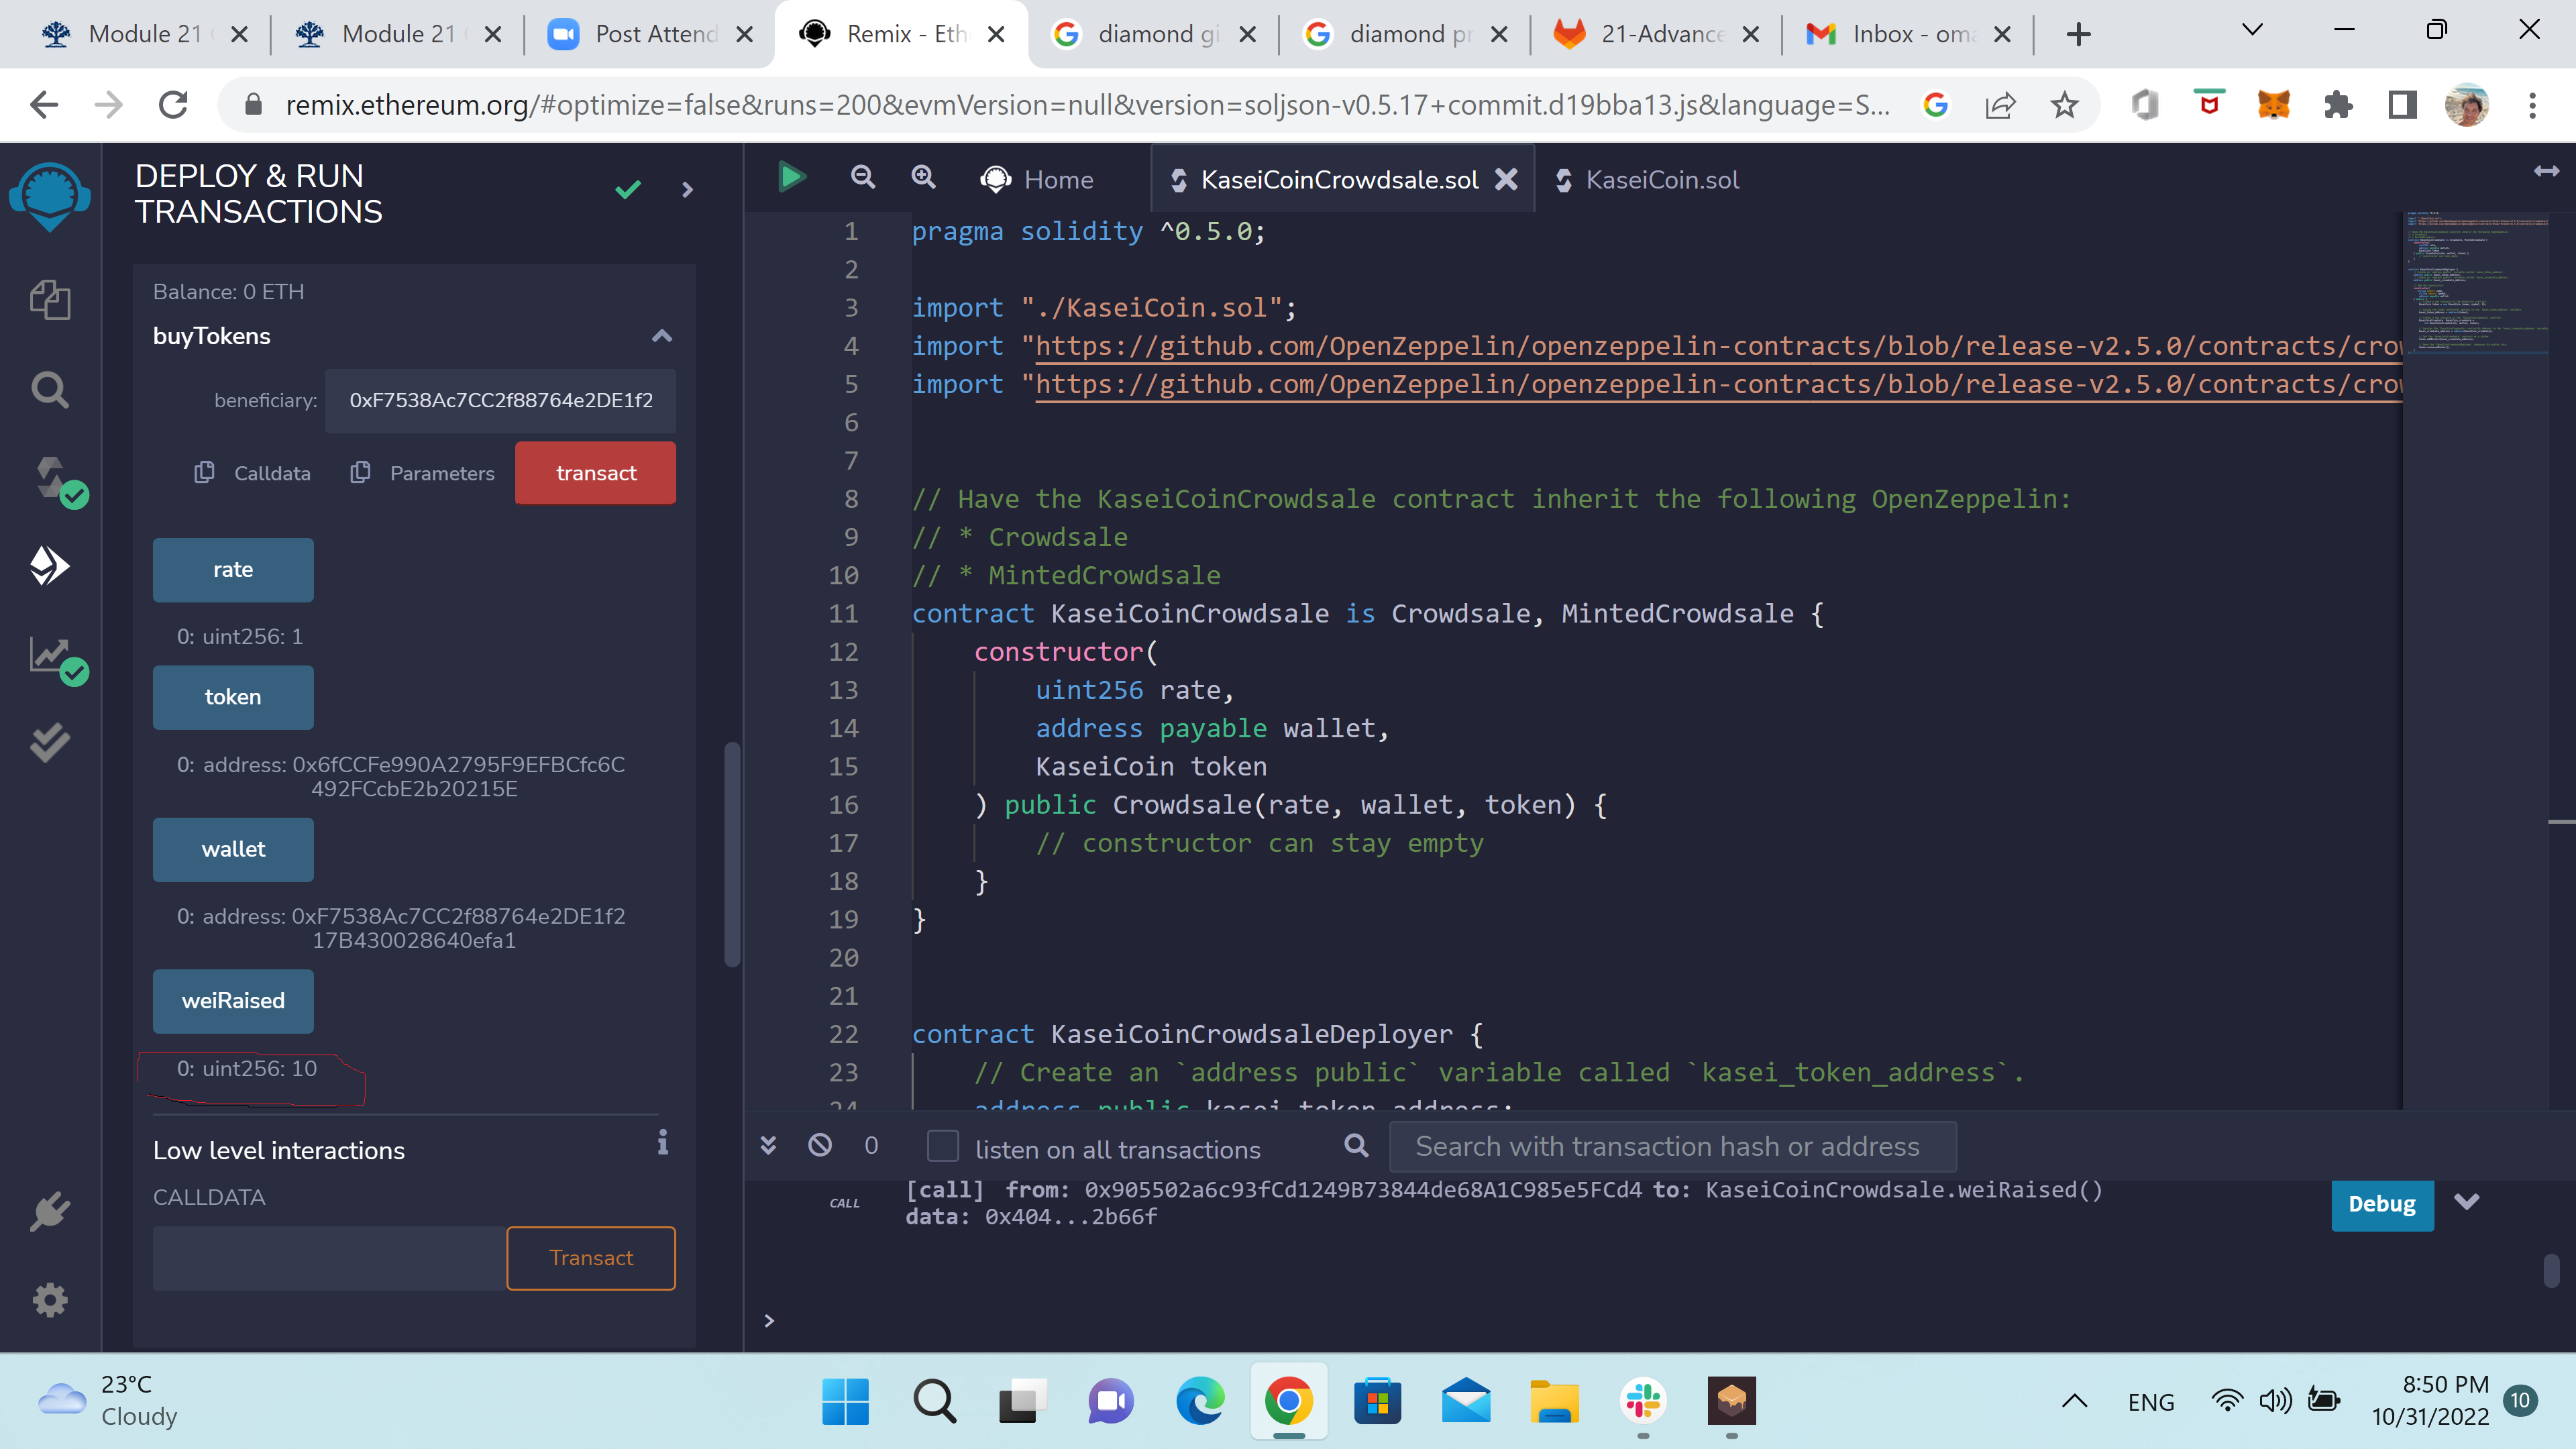 Module 21
Module 21
Post Attend
Remix - Eth
diamond gi
diamond pr
21-Advance
Inbox - oma
remix.ethereum.org/#optimize=false&runs=200&evmVersion=null&version=soljson-v0.5.17+commit.d19bba13.js&language=S...
DEPLOY & RUN
TRANSACTIONS
Balance: 0 ETH
buyTokens
beneficiary: 0xF7538Ac7CC2f88764e2DE1f2
Calldata Parameters transact
rate
0: uint256: 1
token
0: address: 0x6fCCFe990A2795F9EFBCfc6C
492FCcbE2b20215E
wallet
0: address: 0xF7538Ac7CC2f88764e2DE1f2
17B430028640efa1
weiRaised
0: uint256: 10
Low level interactions
CALLDATA
Transact
Home KaseiCoinCrowdsale.sol KaseiCoin.sol
1 pragma solidity ^0.5.0;
2
3 import "./KaseiCoin.sol";
4 import "https://github.com/OpenZeppelin/openzeppelin-contracts/blob/release-v2.5.0/contracts/crow
5 import "https://github.com/OpenZeppelin/openzeppelin-contracts/blob/release-v2.5.0/contracts/crow
6
7
8 // Have the KaseiCoinCrowdsale contract inherit the following OpenZeppelin:
9 // * Crowdsale
10 // * MintedCrowdsale
11 contract KaseiCoinCrowdsale is Crowdsale, MintedCrowdsale {
12 constructor(
13 uint256 rate,
14 address payable wallet,
15 KaseiCoin token
16 ) public Crowdsale(rate, wallet, token) {
17 // constructor can stay empty
18 }
19 }
20
21
22 contract KaseiCoinCrowdsaleDeployer {
23 // Create an `address public` variable called `kasei_token_address`.
24 address public kasei_token_address;
0 listen on all transactions Search with transaction hash or address
CALL [call] from: 0x905502a6c93fCd1249B73844de68A1C985e5FCd4 to: KaseiCoinCrowdsale.weiRaised()
data: 0x404...2b66f
Debug
>
23°C
Cloudy
ENG
8:50 PM
10/31/2022
10